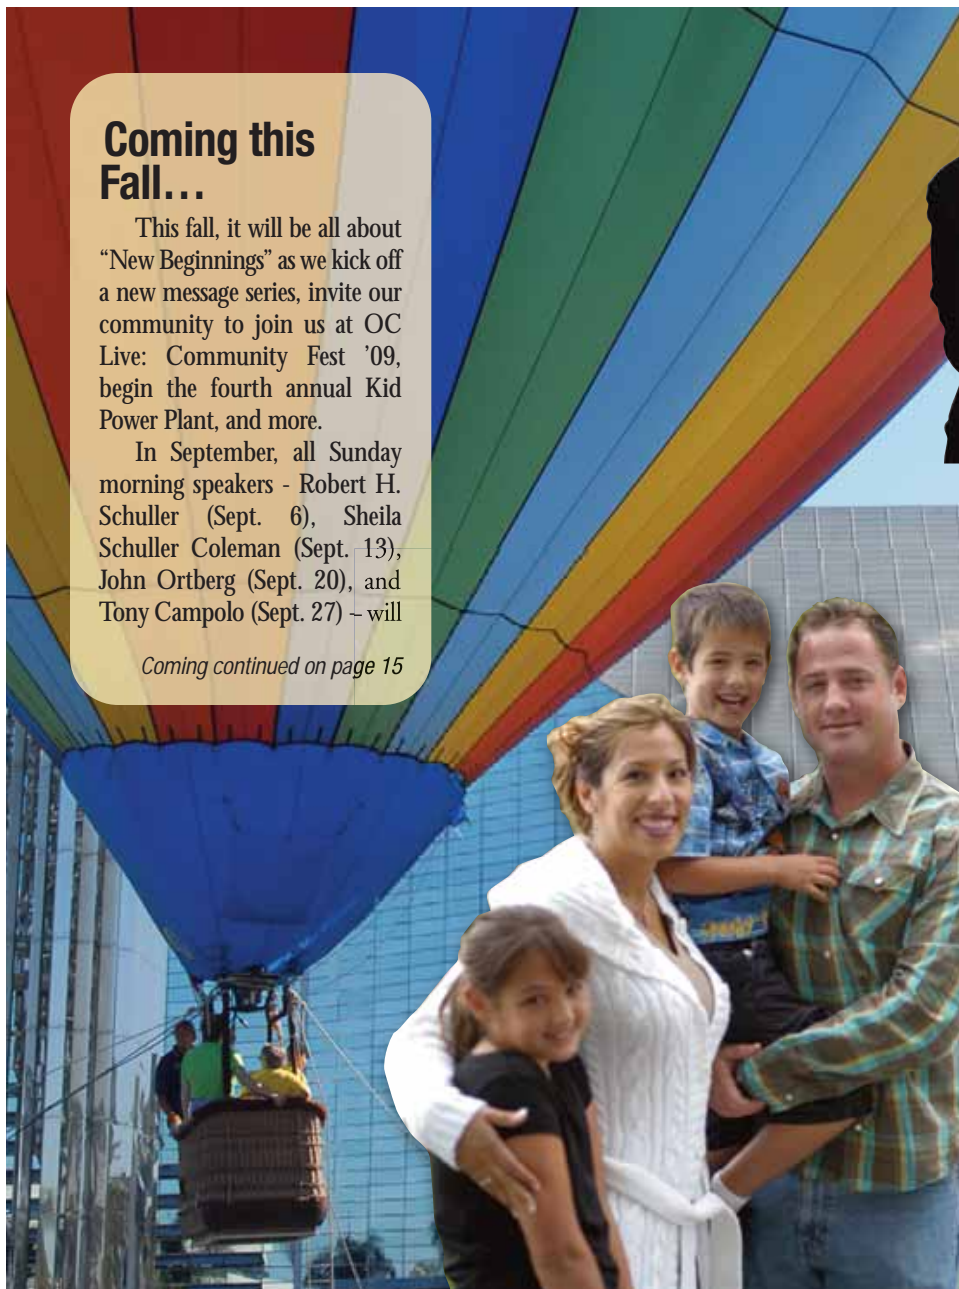 Coming this
Fall…
This fall, it will be all about
“New Beginnings” as we kick off
a new message series, invite our
community to join us at OC
Live: Community Fest ’09,
begin the fourth annual Kid
Power Plant, and more.
In September, all Sunday
morning speakers - Robert H.
Schuller (Sept. 6), Sheila
Schuller Coleman (Sept. 13),
John Ortberg (Sept. 20), and
Tony Campolo (Sept. 27) – will
Coming continued on page 15